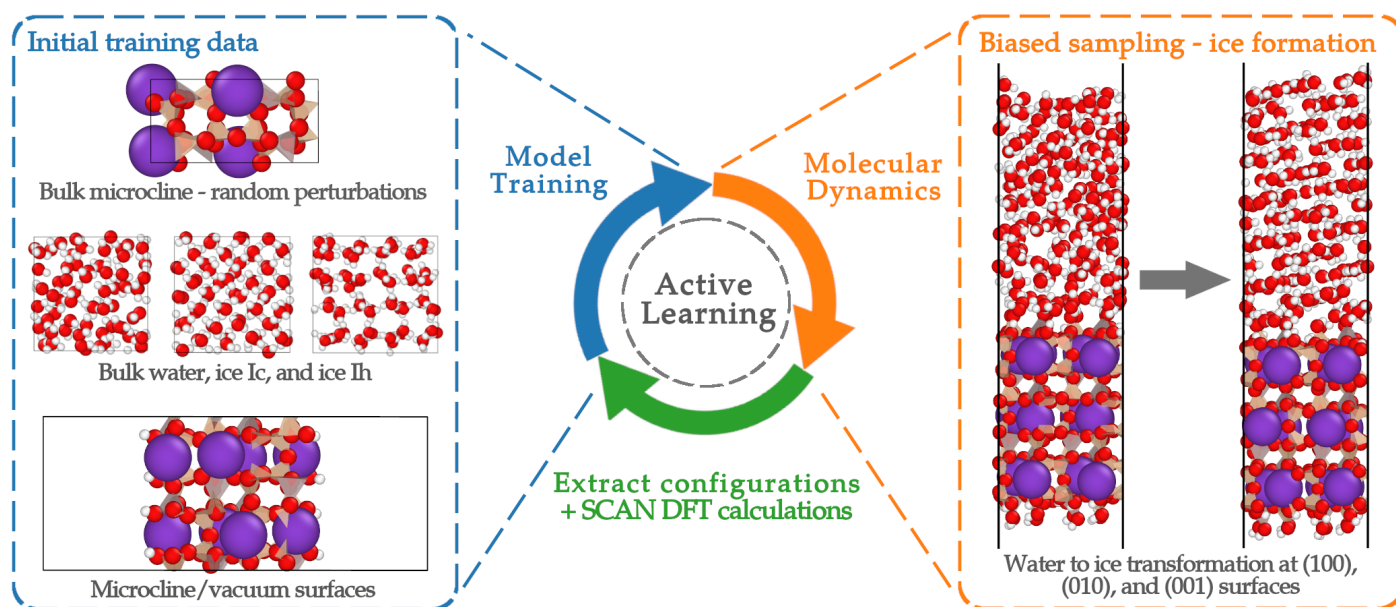 Initial training data
Bulk microcline - random perturbations
Bulk water, ice Ic, and ice Ih
Microcline/vacuum surfaces
Model
Training
Molecular
Dynamics
Active
Learning
Extract configurations
+ SCAN DFT calculations
Biased sampling - ice formation
Water to ice transformation at (100),
(010), and (001) surfaces